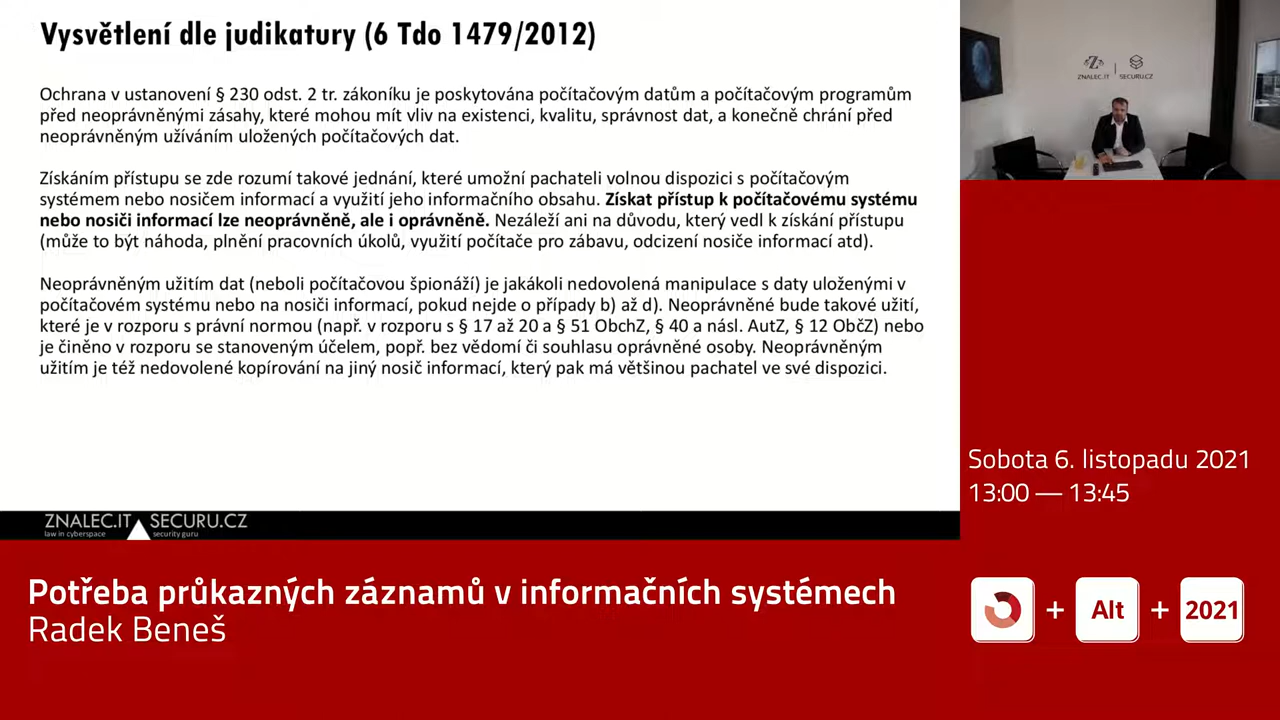 Vysvětlení dle judikatury (6 Tdo 1479/2012)
Ochrana v ustanovení § 230 odst. 2 tr. zákoníku je poskytována počítačovým datům a počítačovým programům
před neoprávněnými zásahy, které mohou mít vliv na existenci, kvalitu, správnost dat, a konečně chrání před
neoprávněným užíváním uložených počítačových dat.
Získáním přístupu se zde rozumí takové jednání, které umožní pachateli volnou dispozici s počítačovým
systémem nebo nosičem informací a využití jeho informačního obsahu. Získat přístup k počítačovému systému
nebo nosiči informací lze neoprávněně, ale i oprávněně. Nezáleží ani na důvodu, který vedl k získání přístupu
(může to být náhoda, plnění pracovních úkolů, využití počítače pro zábavu, odcizení nosiče informací atd).
Neoprávněným užitím dat (neboli počítačovou špionáží) je jakákoli nedovolená manipulace s daty uloženými v
počítačovém systému nebo na nosiči informací, pokud nejde o případy b) až d). Neoprávněné bude takové užití,
které je v rozporu s právní normou (např. v rozporu s § 17 až 20 a § 51 ObchZ, § 40 a násl. AutZ, § 12 ObčZ) nebo
je činěno v rozporu se stanoveným účelem, popř. bez vědomí či souhlasu oprávněné osoby. Neoprávněným
užitím je též nedovolené kopírování na jiný nosič informací, který pak má většinou pachatel ve své dispozici.
ZNALEC.IT SECURU.CZ
law in cyberspace security guru
ZNALEC.IT SECURU.CZ
Sobota 6. listopadu 2021
13:00 — 13:45
Potřeba průkazných záznamů v informačních systémech
Radek Beneš
+ Alt + 2021